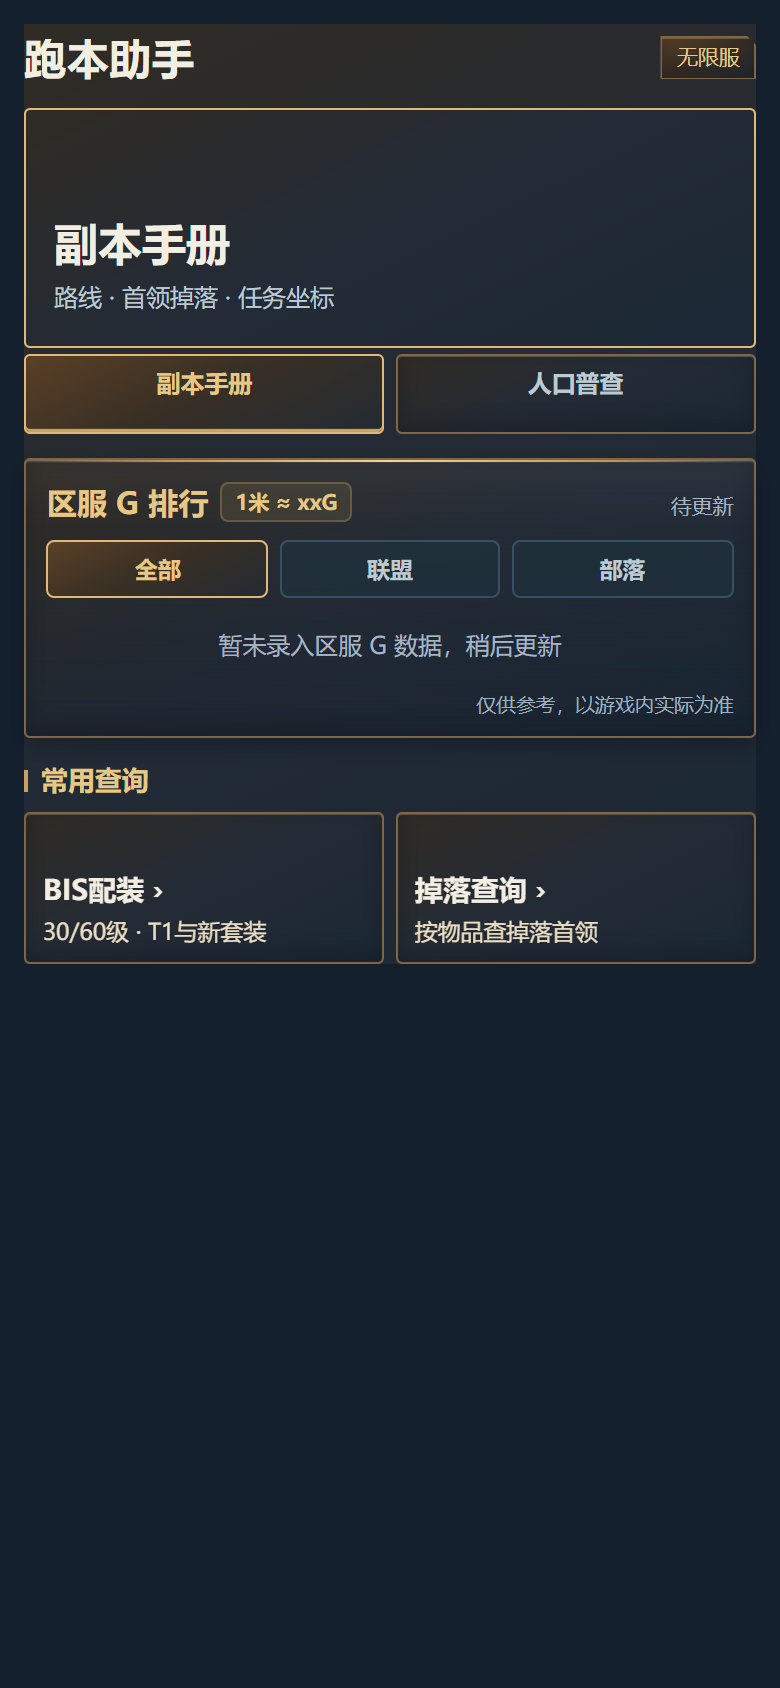 跑本助手
无限服
副本手册
路线 · 首领掉落 · 任务坐标
副本手册
人口普查
区服 G 排行
1米 ≈ xxG
待更新
全部
联盟
部落
暂未录入区服 G 数据，稍后更新
仅供参考，以游戏内实际为准
常用查询
BIS配装 ›
30/60级 · T1与新套装
掉落查询 ›
按物品查掉落首领